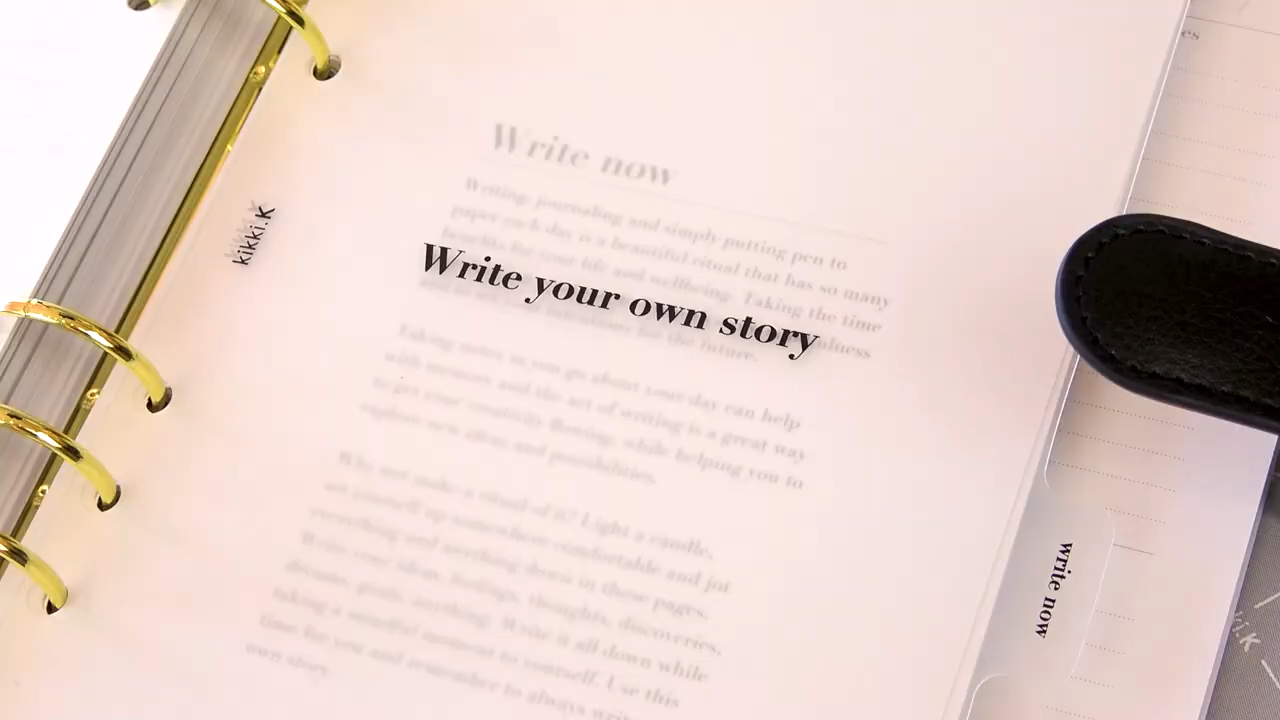 Write now
Writing, journaling and simply putting pen to
paper each day is a beautiful ritual that has so many
benefits for your life and wellbeing. Taking the time
Write your own story
for the future.
Taking notes as you go about your day can help
with memory and the act of writing is a great way
to get your creativity flowing, while helping you to
explore new ideas and possibilities.
Why not make a ritual of it? Light a candle,
set yourself up somewhere comfortable and jot
everything and anything down in these pages.
Write your ideas, feelings, thoughts, discoveries,
dreams, anything. Write it all down while
taking a mindful moment to yourself. Use this
time for you and remember to always write
own story.
kikki.K
write now
ki.K